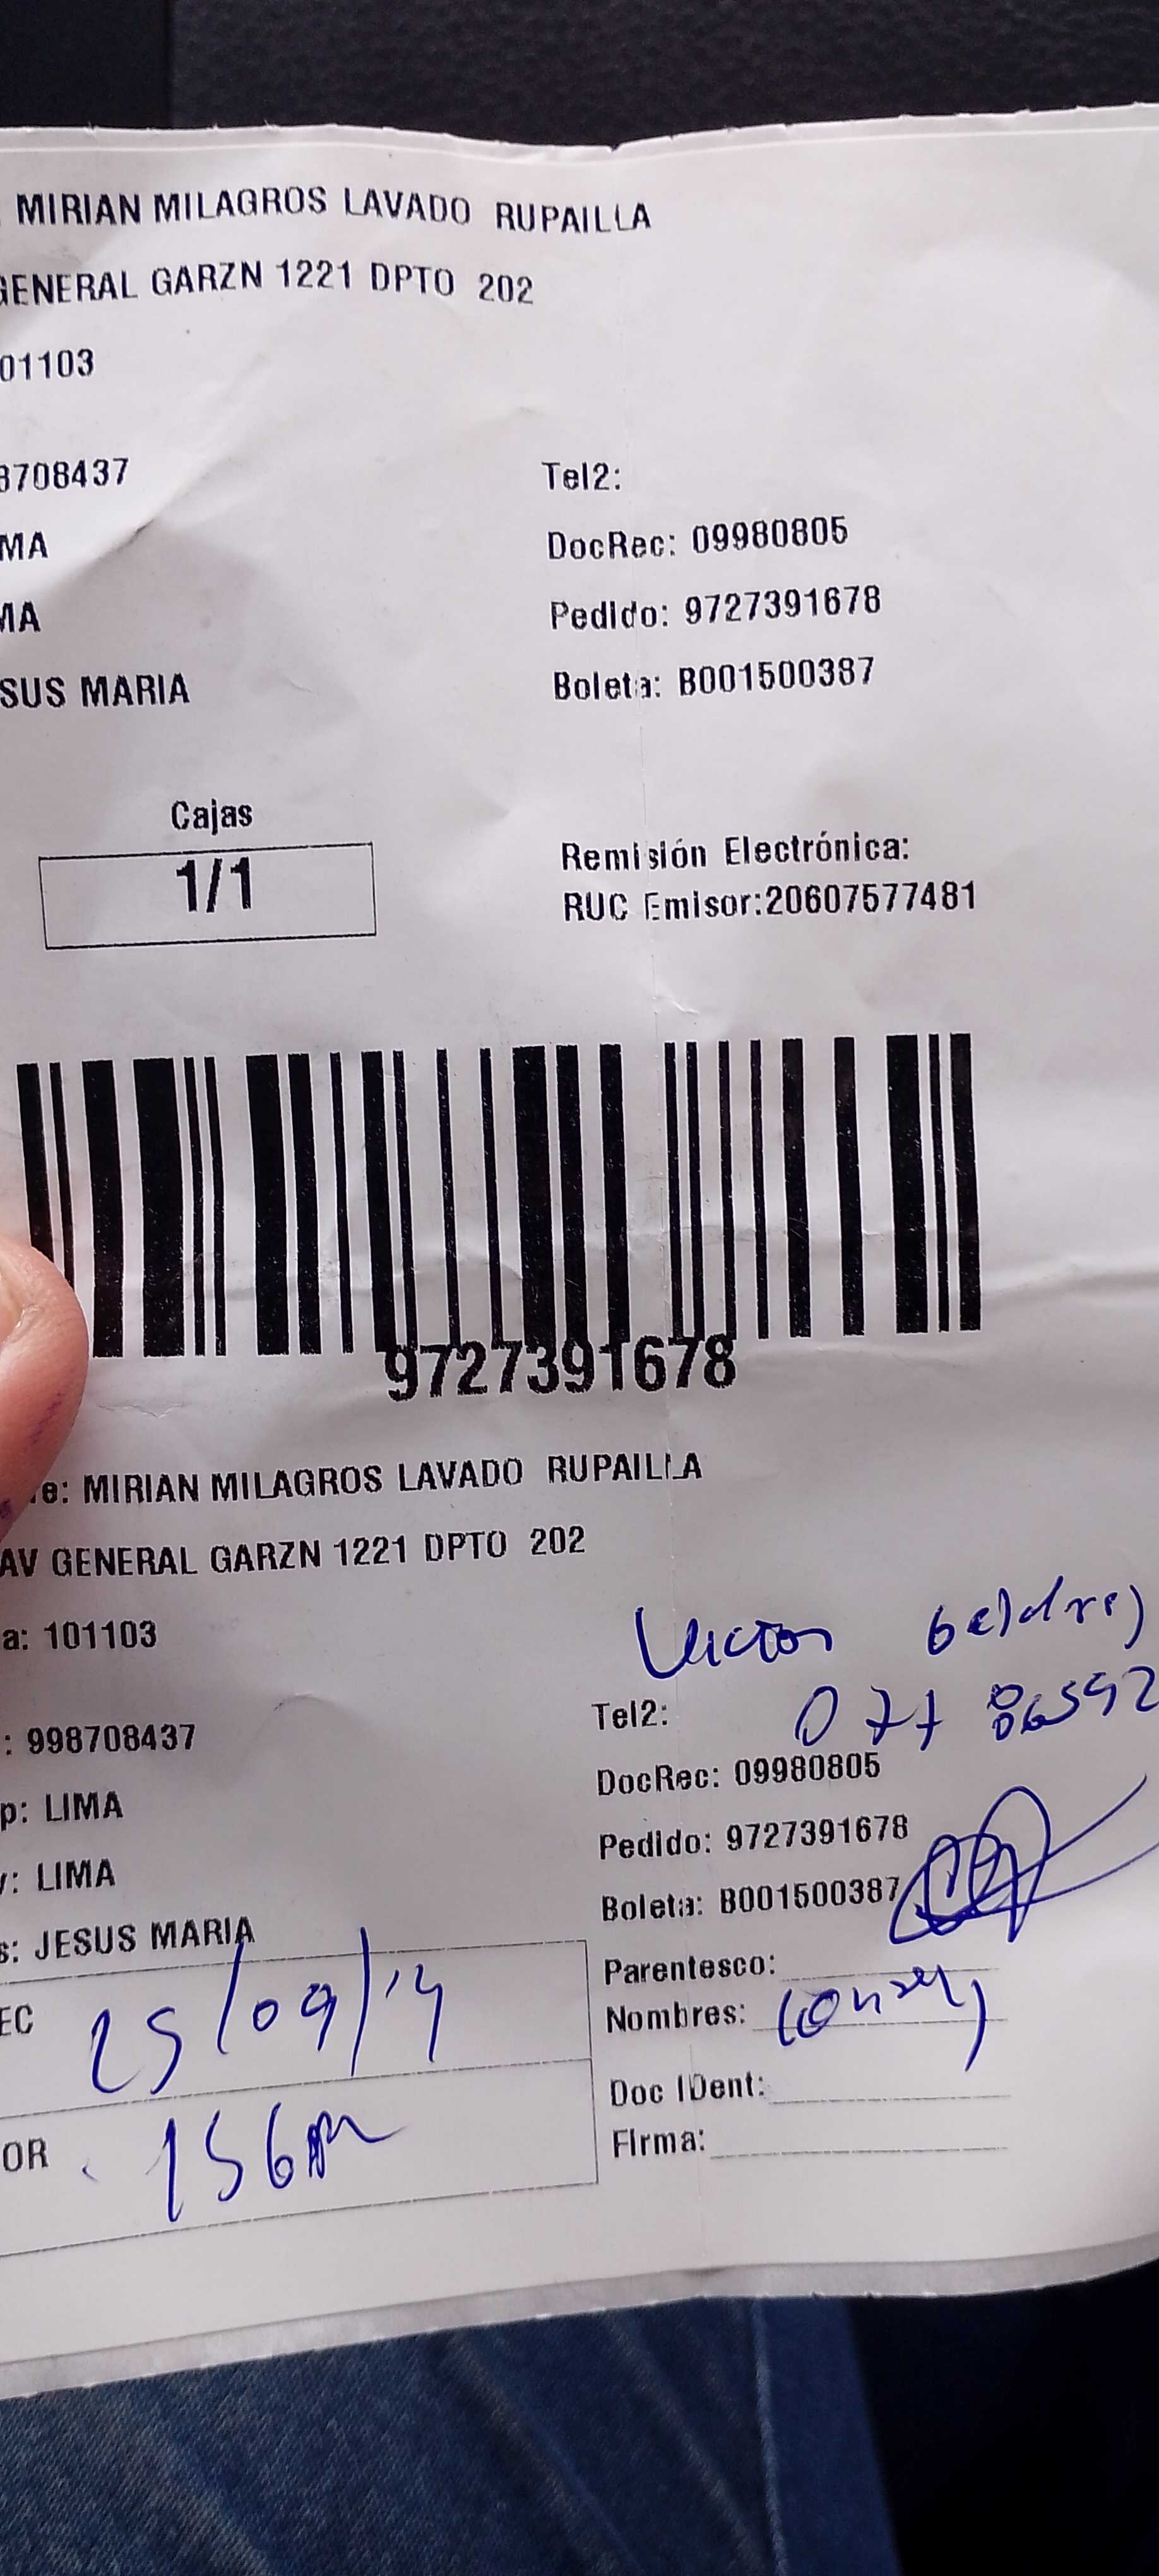 MIRIAN MILAGROS LAVADO RUPAILLA
GENERAL GARZN 1221 DPTO 202
01103
8708437
Tel2:
MA
DocRec: 09980805
MA
Pedido: 9727391678
SUS MARIA
Boleta: B001500387
Cajas
1/1
Remisión Electrónica:
RUC Emisor:20607577481
9727391678
e: MIRIAN MILAGROS LAVADO RUPAILLA
AV GENERAL GARZN 1221 DPTO 202
a: 101103
: 998708437
Tel2:
p: LIMA
DocRec: 09980805
Pedido: 9727391678
: LIMA
Boleta: B001500387
s: JESUS MARIA
Parentesco:
EC 25/09/
Nombres:
Doc IDent:
OR
Firma: